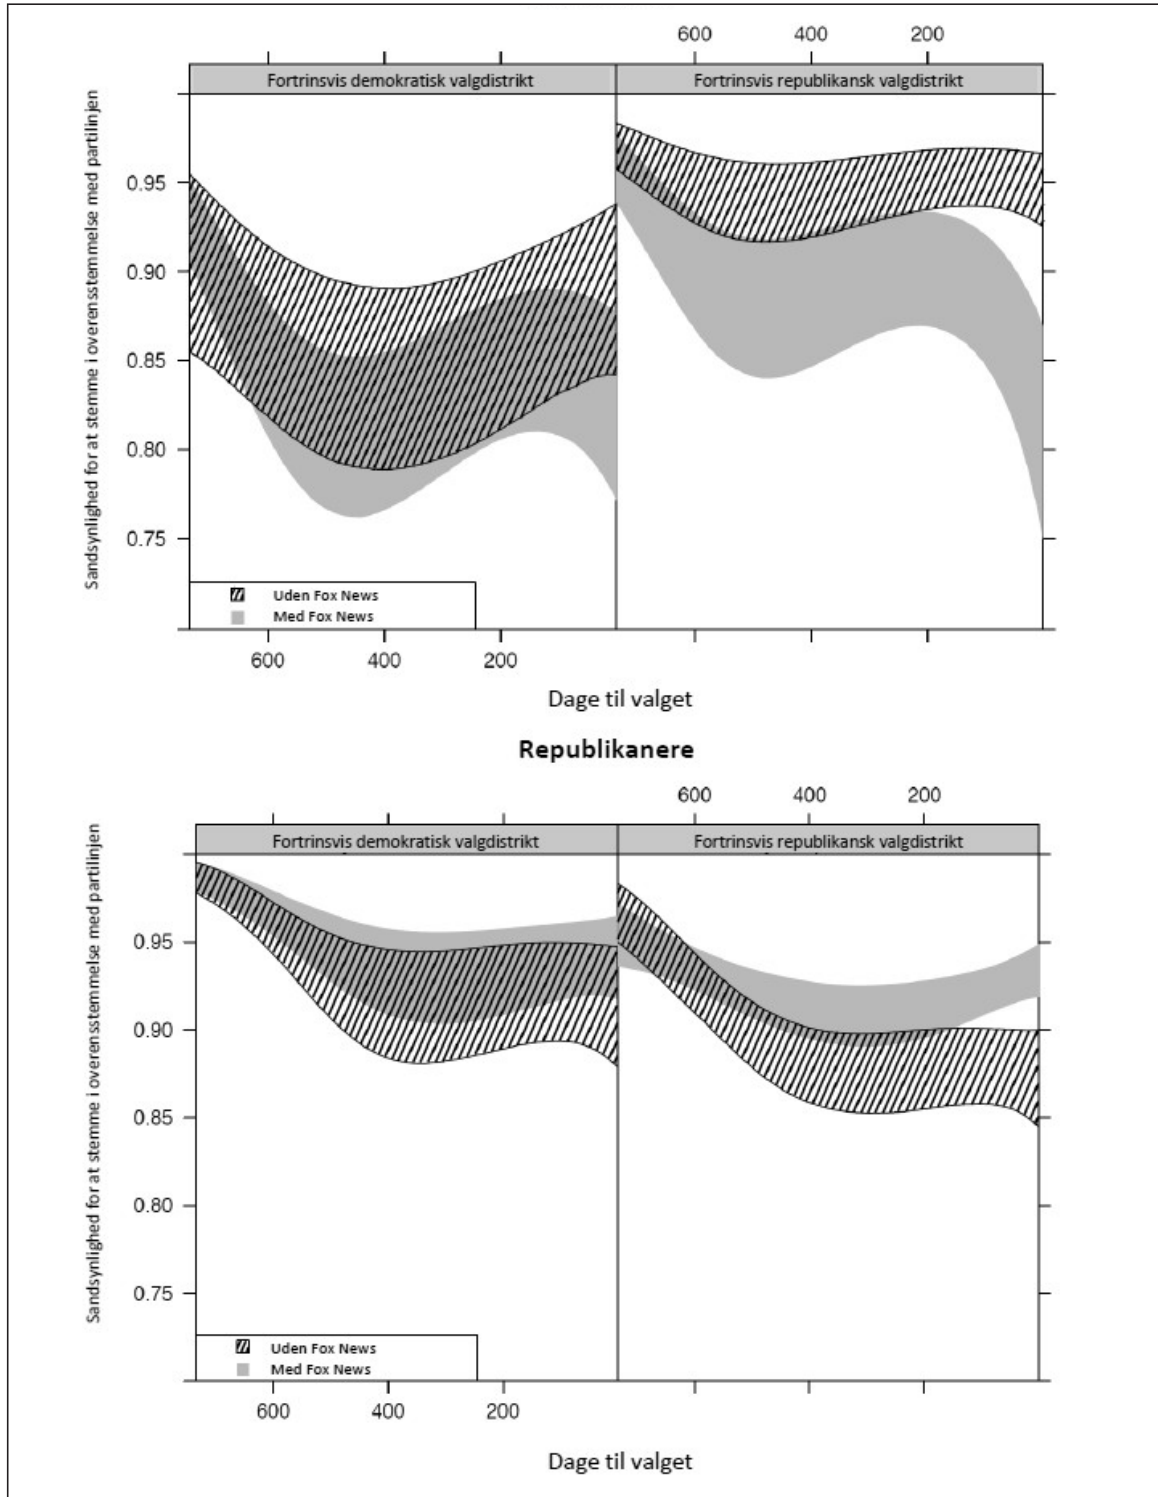 600 400 200
Fortrinsvis demokratisk valgdistrikt Fortrinsvis republikansk valgdistrikt
Sandsynlighed for at stemme i overensstemmelse med partilinjen
0.95
0.90
0.85
0.80
0.75
Uden Fox News
Med Fox News
600 400 200
Dage til valget
Republikanere
600 400 200
Fortrinsvis demokratisk valgdistrikt Fortrinsvis republikansk valgdistrikt
Sandsynlighed for at stemme i overensstemmelse med partilinjen
0.95
0.90
0.85
0.80
0.75
Uden Fox News
Med Fox News
600 400 200
Dage til valget